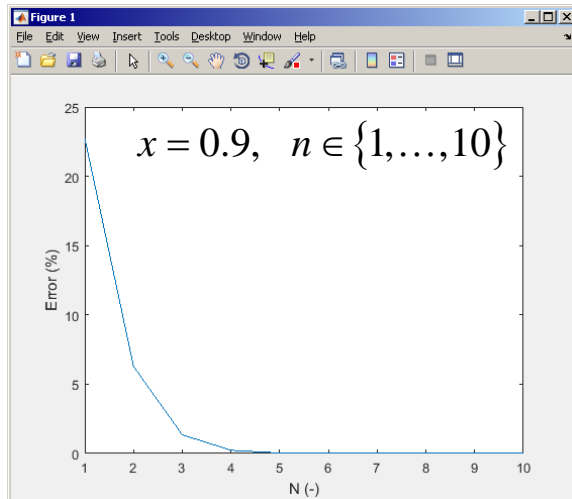 Figure 1
File Edit View Insert Tools Desktop Window Help
x = 0.9, n ∈ {1,…,10}
25
20
15
10
5
0
Error (%)
1 2 3 4 5 6 7 8 9 10
N (-)